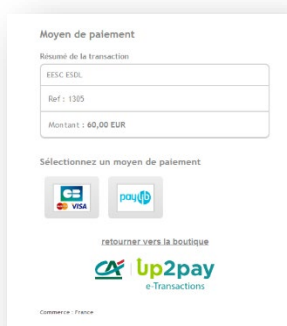 Moyen de paiement
Résumé de la transaction
EESC ESDL
Ref : 1305
Montant : 60,00 EUR
Sélectionnez un moyen de paiement
CB
VISA
paylib
retourner vers la boutique
CA up2pay
e-Transactions
Commerce : France